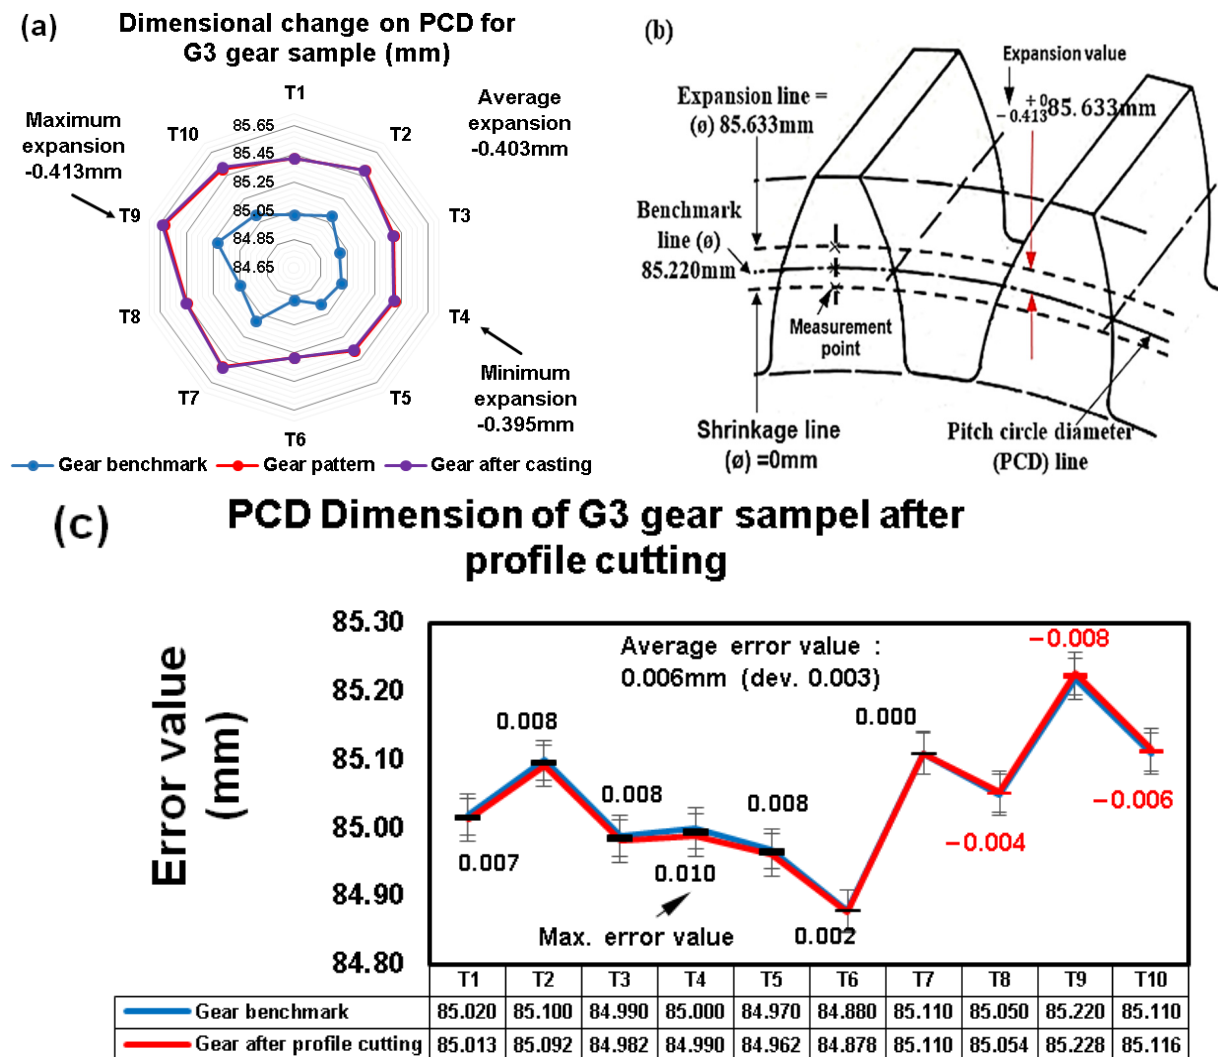 (a)
Dimensional change on PCD for
G3 gear sample (mm)
T1
T2
T3
T4
T5
T6
T7
T8
T9
T10
85.65
85.45
85.25
85.05
84.85
84.65
Maximum
expansion
-0.413mm
Average
expansion
-0.403mm
Minimum
expansion
-0.395mm
Gear benchmark
Gear pattern
Gear after casting
(b)
Expansion value
+ 0
- 0.413
85.633mm
Expansion line =
(ø) 85.633mm
Benchmark
line (ø)
85.220mm
Measurement
point
Shrinkage line
(ø) =0mm
Pitch circle diameter
(PCD) line
(c)
PCD Dimension of G3 gear sampel after
profile cutting
Error value
(mm)
85.30
85.20
85.10
85.00
84.90
84.80
Average error value :
0.006mm (dev. 0.003)
0.007
0.008
0.008
0.010
0.008
0.002
0.000
−0.004
−0.008
−0.006
Max. error value
T1 T2 T3 T4 T5 T6 T7 T8 T9 T10
Gear benchmark 85.020 85.100 84.990 85.000 84.970 84.880 85.110 85.050 85.220 85.110
Gear after profile cutting 85.013 85.092 84.982 84.990 84.962 84.878 85.110 85.054 85.228 85.116